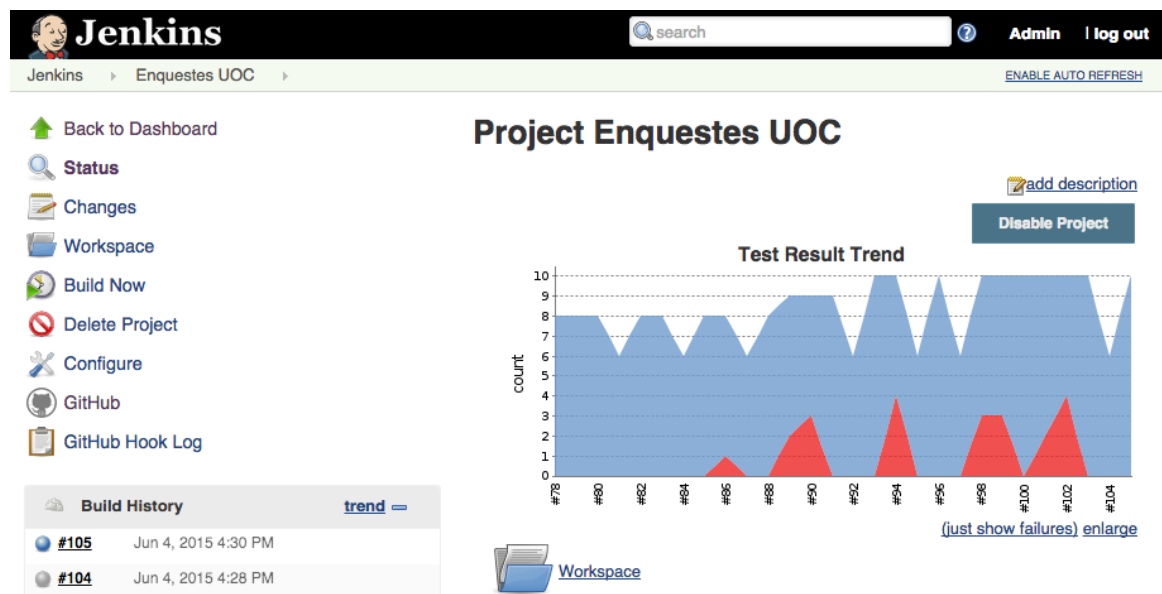 Jenkins
search
Admin | log out
Jenkins Enquestes UOC
ENABLE AUTO REFRESH
Back to Dashboard
Status
Changes
Workspace
Build Now
Delete Project
Configure
GitHub
GitHub Hook Log
Build History trend
#105 Jun 4, 2015 4:30 PM
#104 Jun 4, 2015 4:28 PM
Project Enquestes UOC
add description
Disable Project
Test Result Trend
count
10
9
8
7
6
5
4
3
2
1
0
#78 #80 #82 #84 #86 #88 #90 #92 #94 #96 #98 #100 #102 #104
(just show failures) enlarge
Workspace